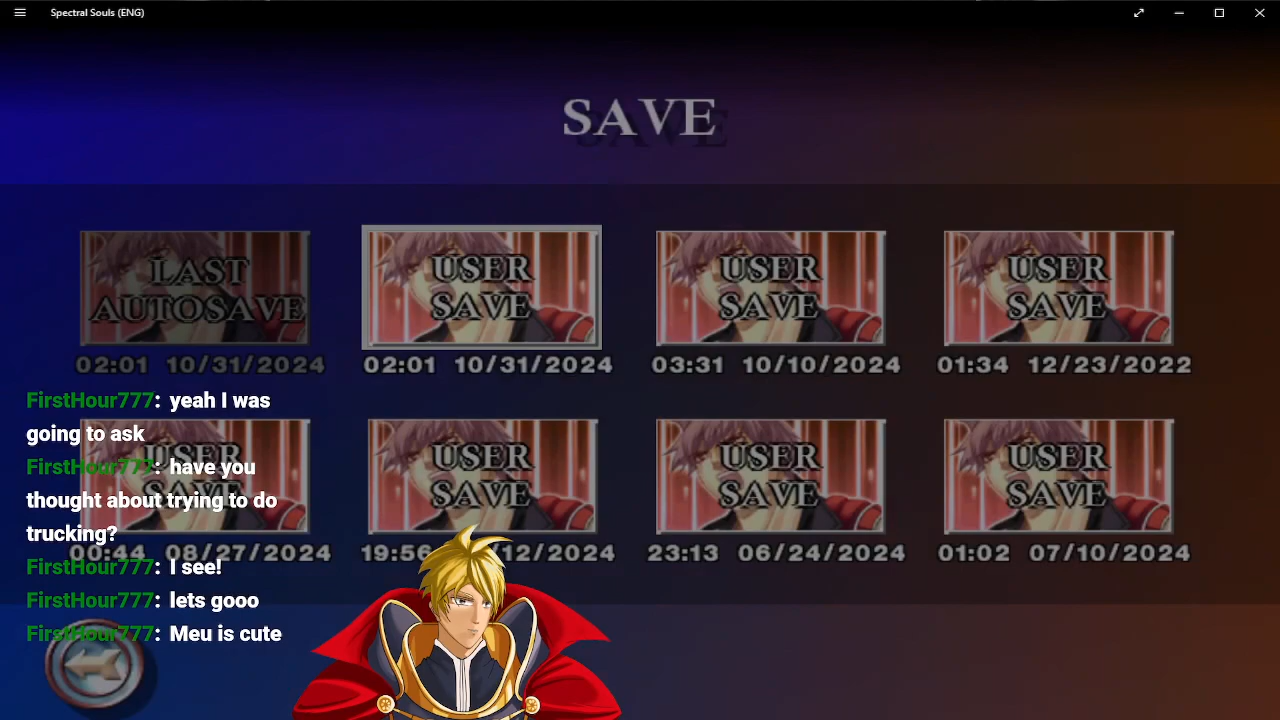 Spectral Souls (ENG)
SAVE
LAST AUTOSAVE
02:01 10/31/2024
USER SAVE
02:01 10/31/2024
USER SAVE
03:31 10/10/2024
USER SAVE
01:34 12/23/2022
USER SAVE
00:44 08/27/2024
USER SAVE
19:56 /12/2024
USER SAVE
23:13 06/24/2024
USER SAVE
01:02 07/10/2024
FirstHour777: yeah I was
going to ask
FirstHour777: have you
thought about trying to do
trucking?
FirstHour777: I see!
FirstHour777: lets gooo
FirstHour777: Meu is cute